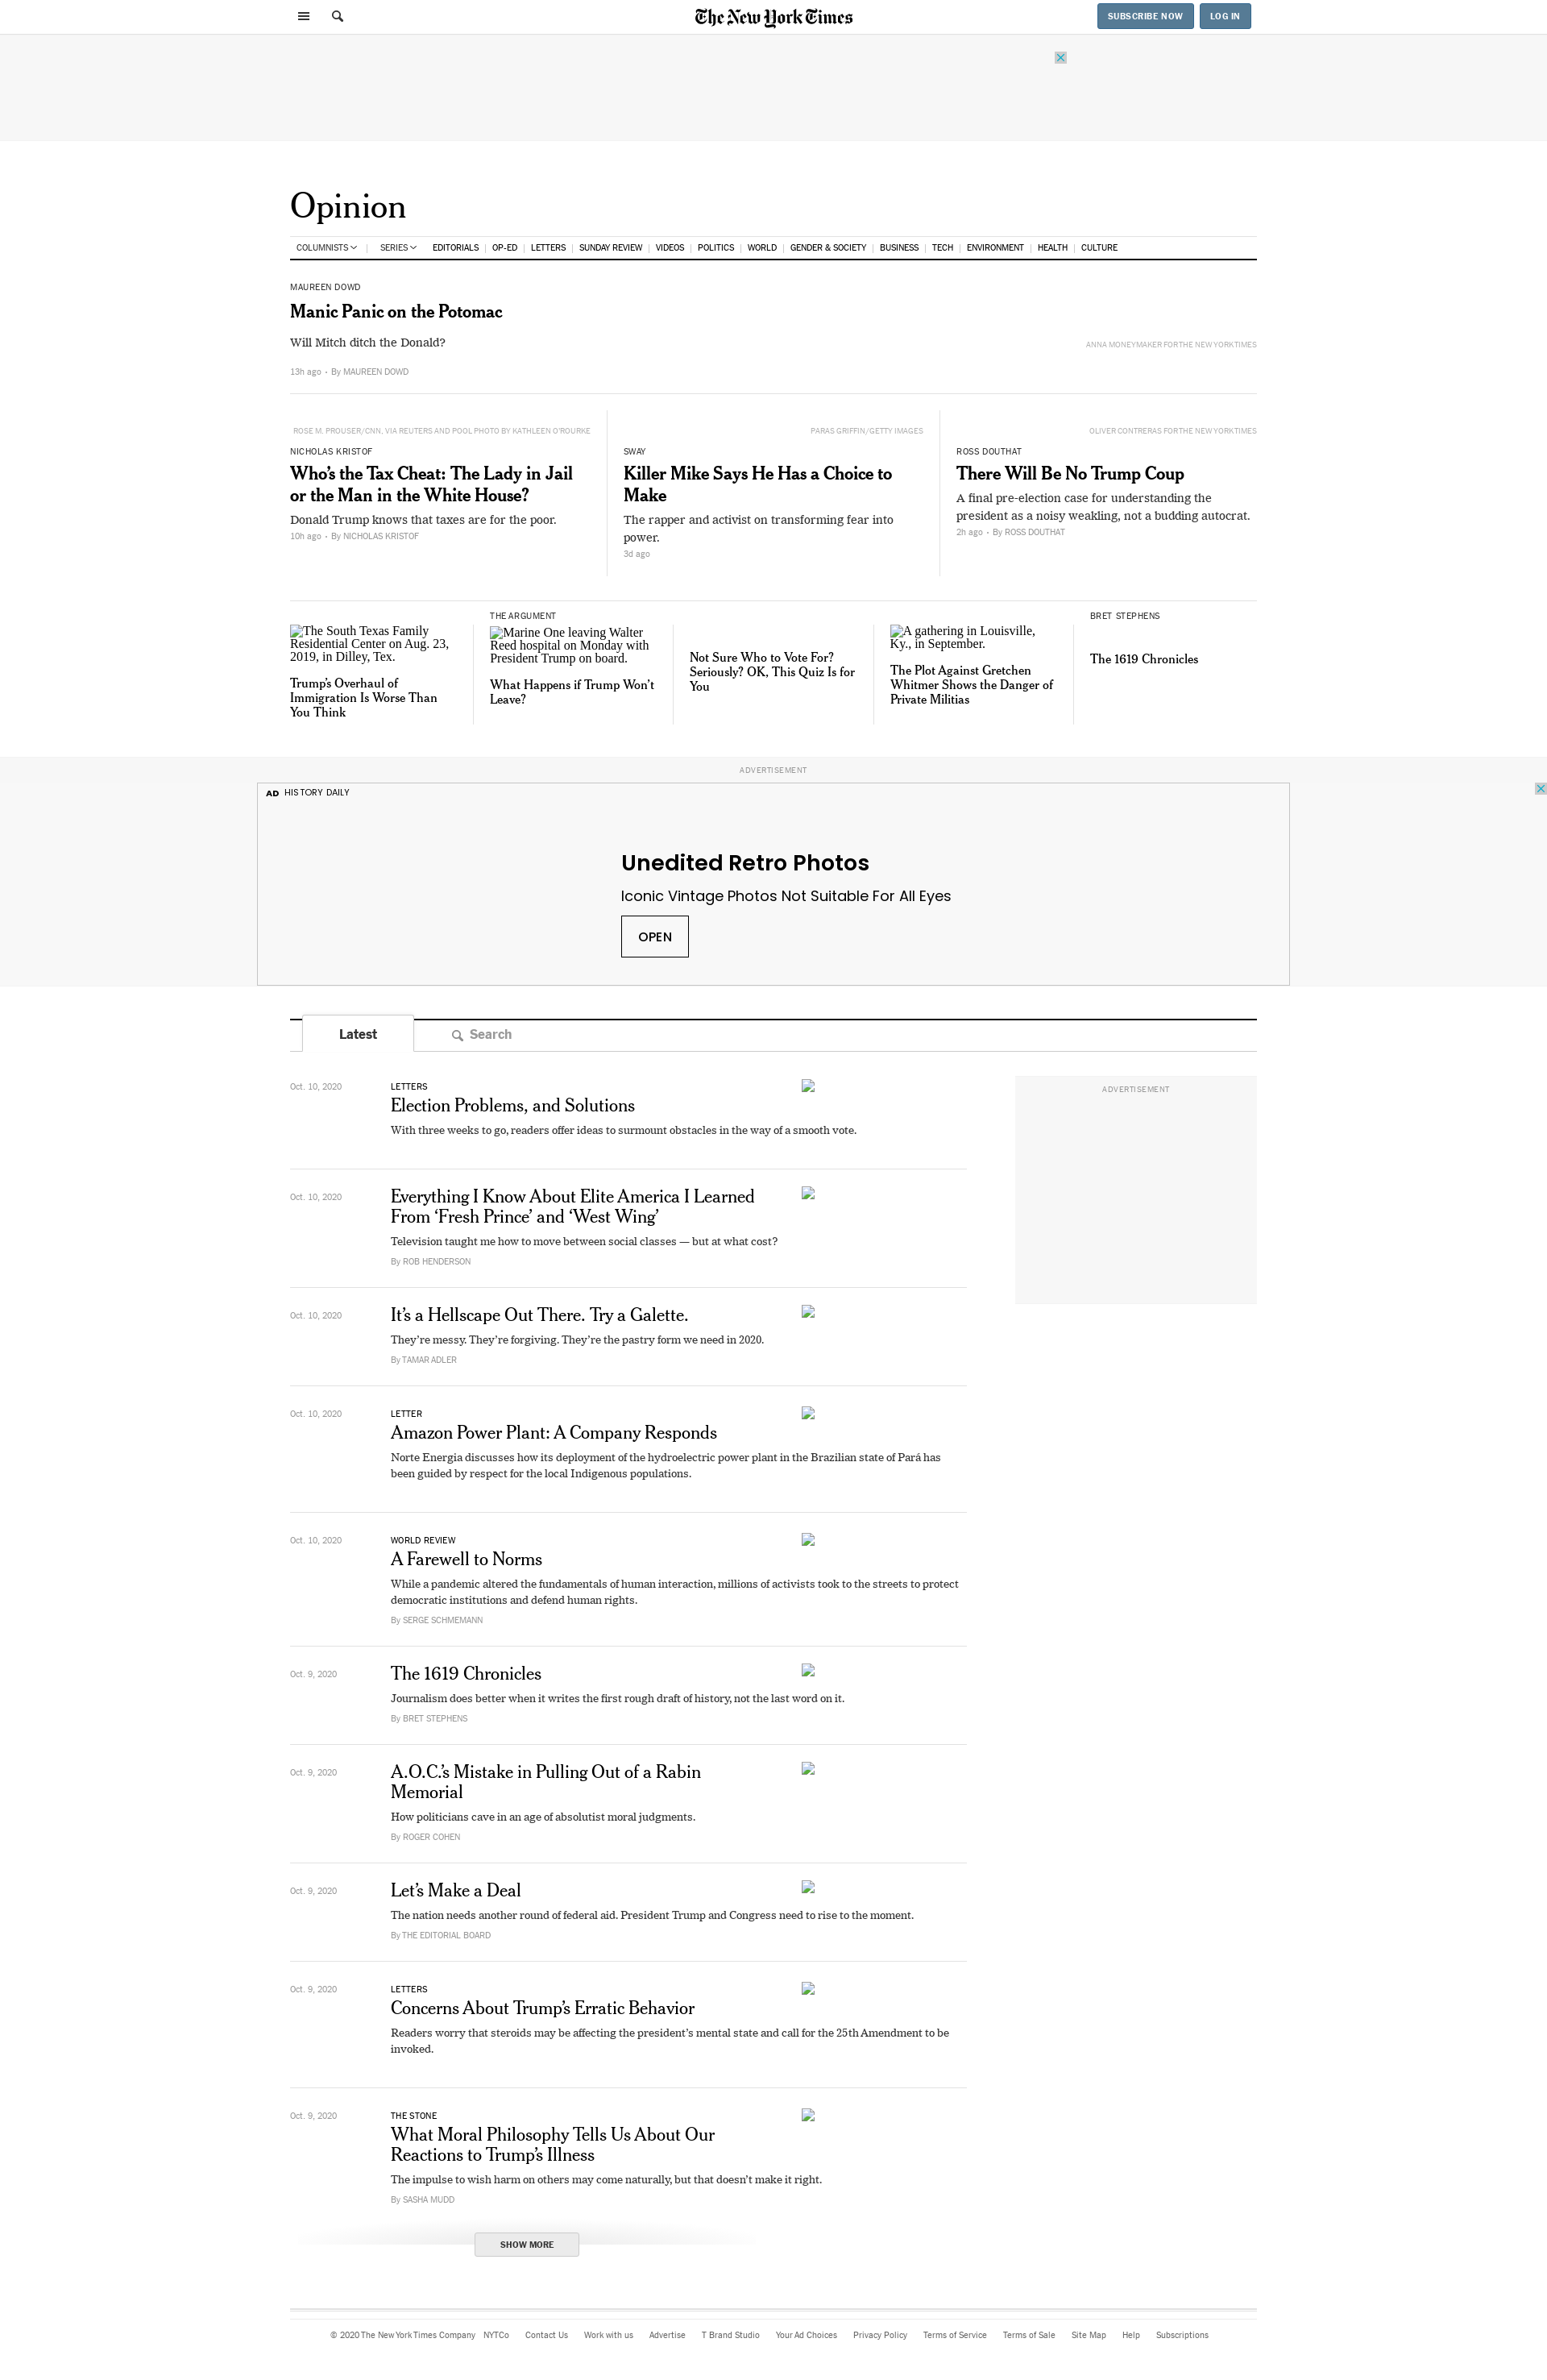 The New York Times
SUBSCRIBE NOW
LOG IN
Opinion
COLUMNISTS
SERIES
EDITORIALS
OP-ED
LETTERS
SUNDAY REVIEW
VIDEOS
POLITICS
WORLD
GENDER & SOCIETY
BUSINESS
TECH
ENVIRONMENT
HEALTH
CULTURE
MAUREEN DOWD
Manic Panic on the Potomac
Will Mitch ditch the Donald?
ANNA MONEYMAKER FOR THE NEW YORK TIMES
13h ago • By MAUREEN DOWD
ROSE M. PROUSER/CNN, VIA REUTERS AND POOL PHOTO BY KATHLEEN O'ROURKE
NICHOLAS KRISTOF
Who’s the Tax Cheat: The Lady in Jail
or the Man in the White House?
Donald Trump knows that taxes are for the poor.
10h ago • By NICHOLAS KRISTOF
PARAS GRIFFIN/GETTY IMAGES
SWAY
Killer Mike Says He Has a Choice to
Make
The rapper and activist on transforming fear into
power.
3d ago
OLIVER CONTRERAS FOR THE NEW YORK TIMES
ROSS DOUTHAT
There Will Be No Trump Coup
A final pre-election case for understanding the
president as a noisy weakling, not a budding autocrat.
2h ago • By ROSS DOUTHAT
The South Texas Family
Residential Center on Aug. 23,
2019, in Dilley, Tex.
Trump’s Overhaul of
Immigration Is Worse Than
You Think
THE ARGUMENT
Marine One leaving Walter
Reed hospital on Monday with
President Trump on board.
What Happens if Trump Won’t
Leave?
Not Sure Who to Vote For?
Seriously? OK, This Quiz Is for
You
A gathering in Louisville,
Ky., in September.
The Plot Against Gretchen
Whitmer Shows the Danger of
Private Militias
BRET STEPHENS
The 1619 Chronicles
ADVERTISEMENT
AD HISTORY DAILY
Unedited Retro Photos
Iconic Vintage Photos Not Suitable For All Eyes
OPEN
Latest
Search
ADVERTISEMENT
Oct. 10, 2020
LETTERS
Election Problems, and Solutions
With three weeks to go, readers offer ideas to surmount obstacles in the way of a smooth vote.
Oct. 10, 2020
Everything I Know About Elite America I Learned
From ‘Fresh Prince’ and ‘West Wing’
Television taught me how to move between social classes — but at what cost?
By ROB HENDERSON
Oct. 10, 2020
It’s a Hellscape Out There. Try a Galette.
They’re messy. They’re forgiving. They’re the pastry form we need in 2020.
By TAMAR ADLER
Oct. 10, 2020
LETTER
Amazon Power Plant: A Company Responds
Norte Energia discusses how its deployment of the hydroelectric power plant in the Brazilian state of Pará has
been guided by respect for the local Indigenous populations.
Oct. 10, 2020
WORLD REVIEW
A Farewell to Norms
While a pandemic altered the fundamentals of human interaction, millions of activists took to the streets to protect
democratic institutions and defend human rights.
By SERGE SCHMEMANN
Oct. 9, 2020
The 1619 Chronicles
Journalism does better when it writes the first rough draft of history, not the last word on it.
By BRET STEPHENS
Oct. 9, 2020
A.O.C.’s Mistake in Pulling Out of a Rabin
Memorial
How politicians cave in an age of absolutist moral judgments.
By ROGER COHEN
Oct. 9, 2020
Let’s Make a Deal
The nation needs another round of federal aid. President Trump and Congress need to rise to the moment.
By THE EDITORIAL BOARD
Oct. 9, 2020
LETTERS
Concerns About Trump’s Erratic Behavior
Readers worry that steroids may be affecting the president’s mental state and call for the 25th Amendment to be
invoked.
Oct. 9, 2020
THE STONE
What Moral Philosophy Tells Us About Our
Reactions to Trump’s Illness
The impulse to wish harm on others may come naturally, but that doesn’t make it right.
By SASHA MUDD
SHOW MORE
© 2020 The New York Times Company
NYTCo
Contact Us
Work with us
Advertise
T Brand Studio
Your Ad Choices
Privacy Policy
Terms of Service
Terms of Sale
Site Map
Help
Subscriptions